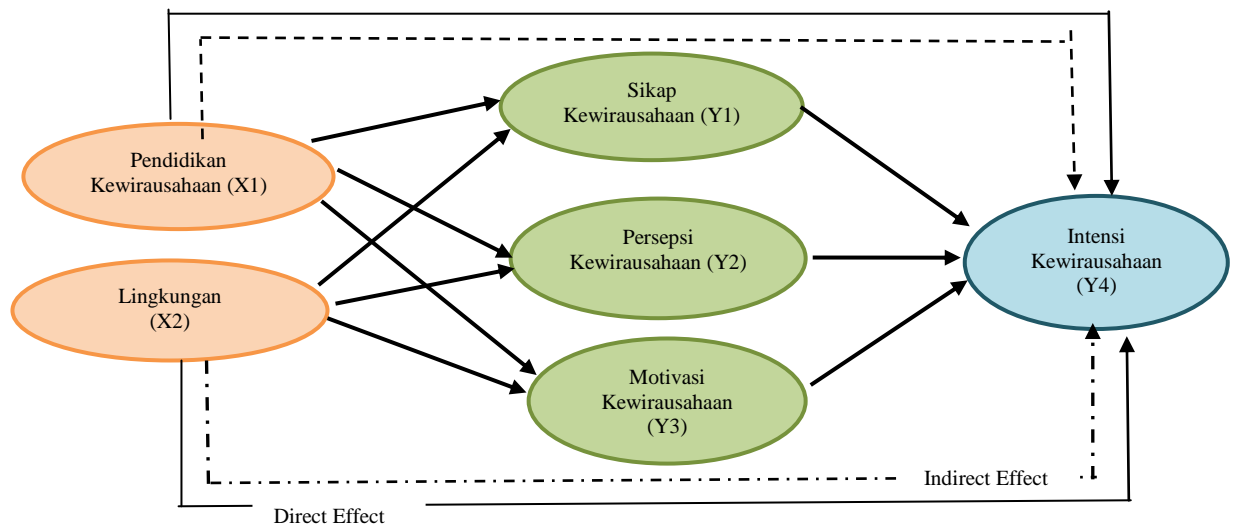 Sikap
Kewirausahaan (Y1)
Pendidikan
Kewirausahaan (X1)
Persepsi
Kewirausahaan (Y2)
Intensi
Kewirausahaan
(Y4)
Lingkungan
(X2)
Motivasi
Kewirausahaan
(Y3)
Indirect Effect
Direct Effect